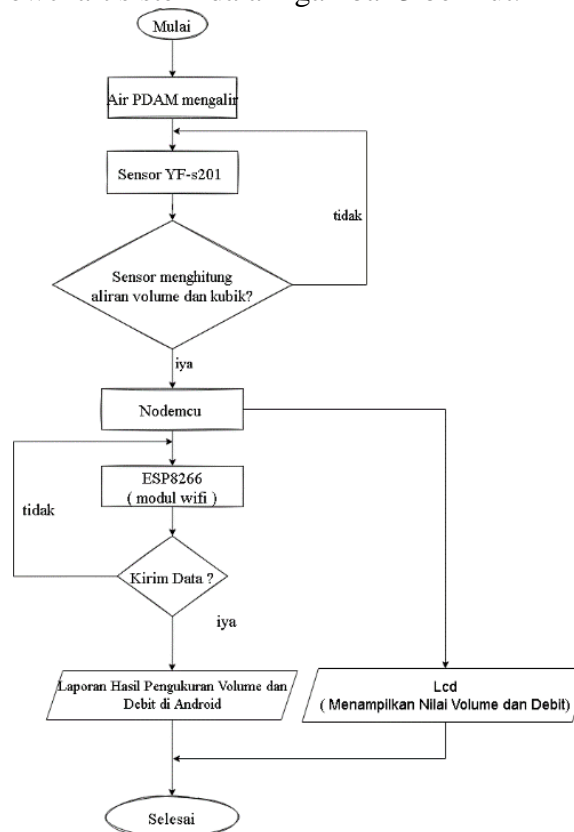 Mulai
Air PDAM mengalir
Sensor YF-s201
tidak
Sensor menghitung
aliran volume dan kubik?
iya
Nodemcu
ESP8266
( modul wifi )
tidak
Kirim Data ?
iya
Laporan Hasil Pengukuran Volume dan
Debit di Android
Lcd
( Menampilkan Nilai Volume dan Debit)
Selesai